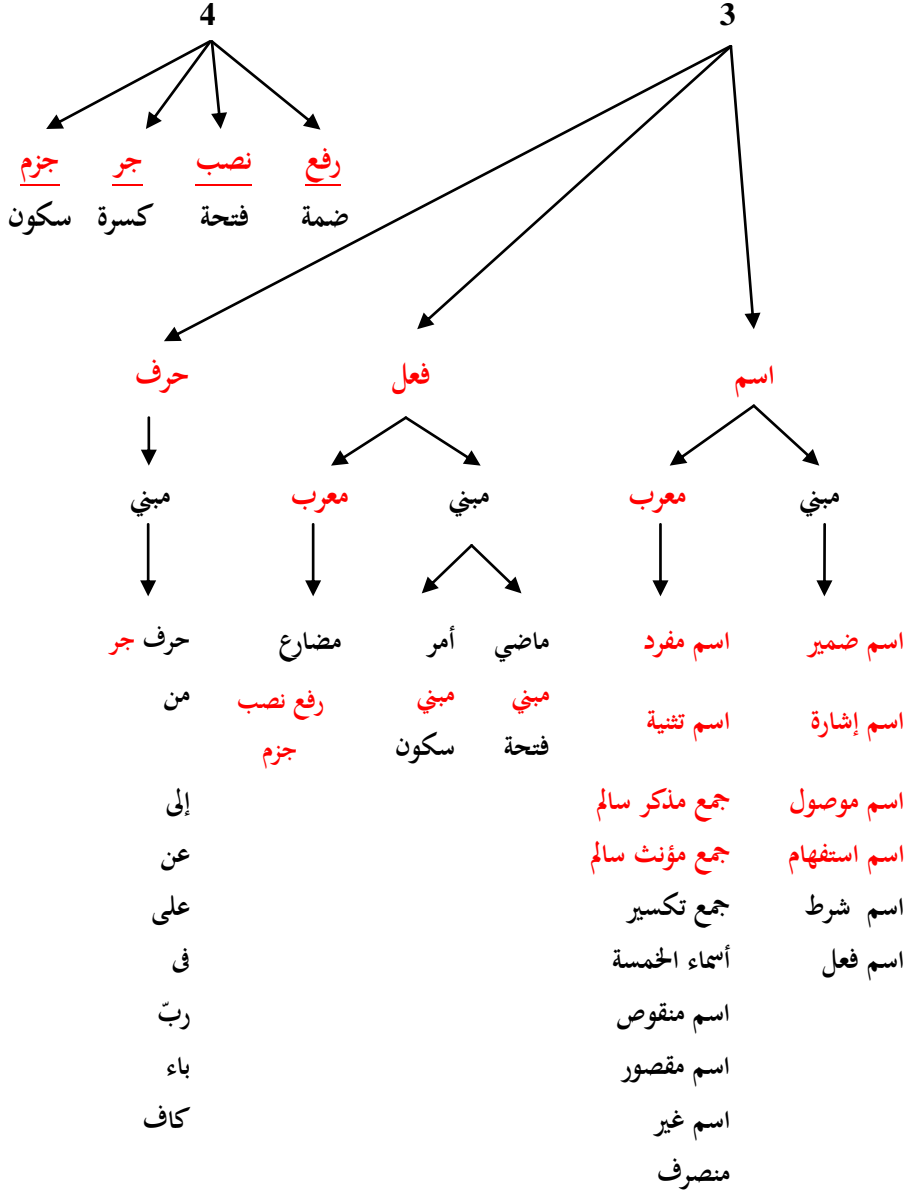 3
4
رفع نصب جر جزم
ضمة فتحة كسرة سكون
اسم فعل حرف
مبني معرب مبني معرب مبني
اسم ضمير اسم مفرد ماضي أمر مضارع حرف جر
اسم إشارة اسم تثنية مبني مبني رفع نصب من
فتحة سكون جزم
اسم موصول جمع مذكر سالم إلى
اسم استفهام جمع مؤنث سالم عن
اسم شرط جمع تكسير على
اسم فعل أسماء الخمسة فى
اسم منقوص ربّ
اسم مقصور باء
اسم غير كاف
منصرف